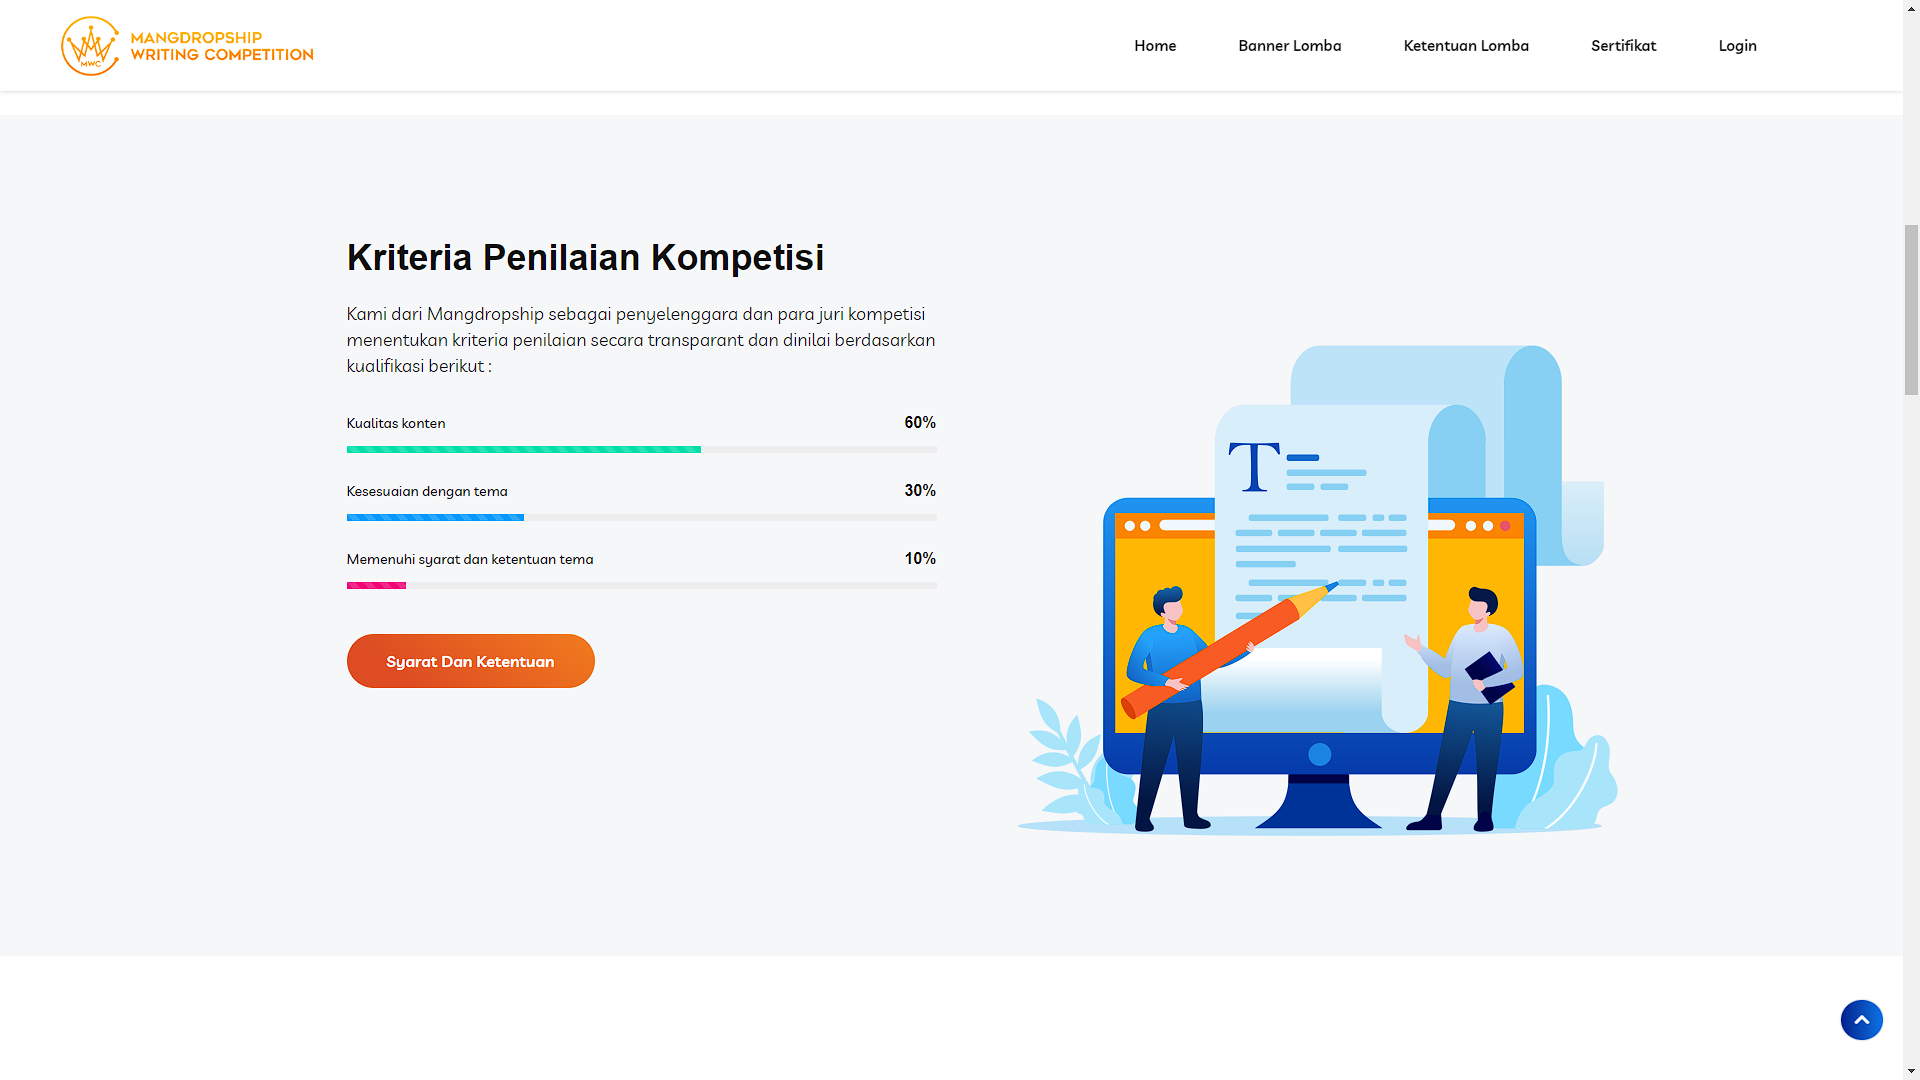 MANGDROPSHIP
WRITING COMPETITION
MWC
Home
Banner Lomba
Ketentuan Lomba
Sertifikat
Login
Kriteria Penilaian Kompetisi
Kami dari Mangdropship sebagai penyelenggara dan para juri kompetisi
menentukan kriteria penilaian secara transparant dan dinilai berdasarkan
kualifikasi berikut :
Kualitas konten
60%
Kesesuaian dengan tema
30%
Memenuhi syarat dan ketentuan tema
10%
Syarat Dan Ketentuan
T